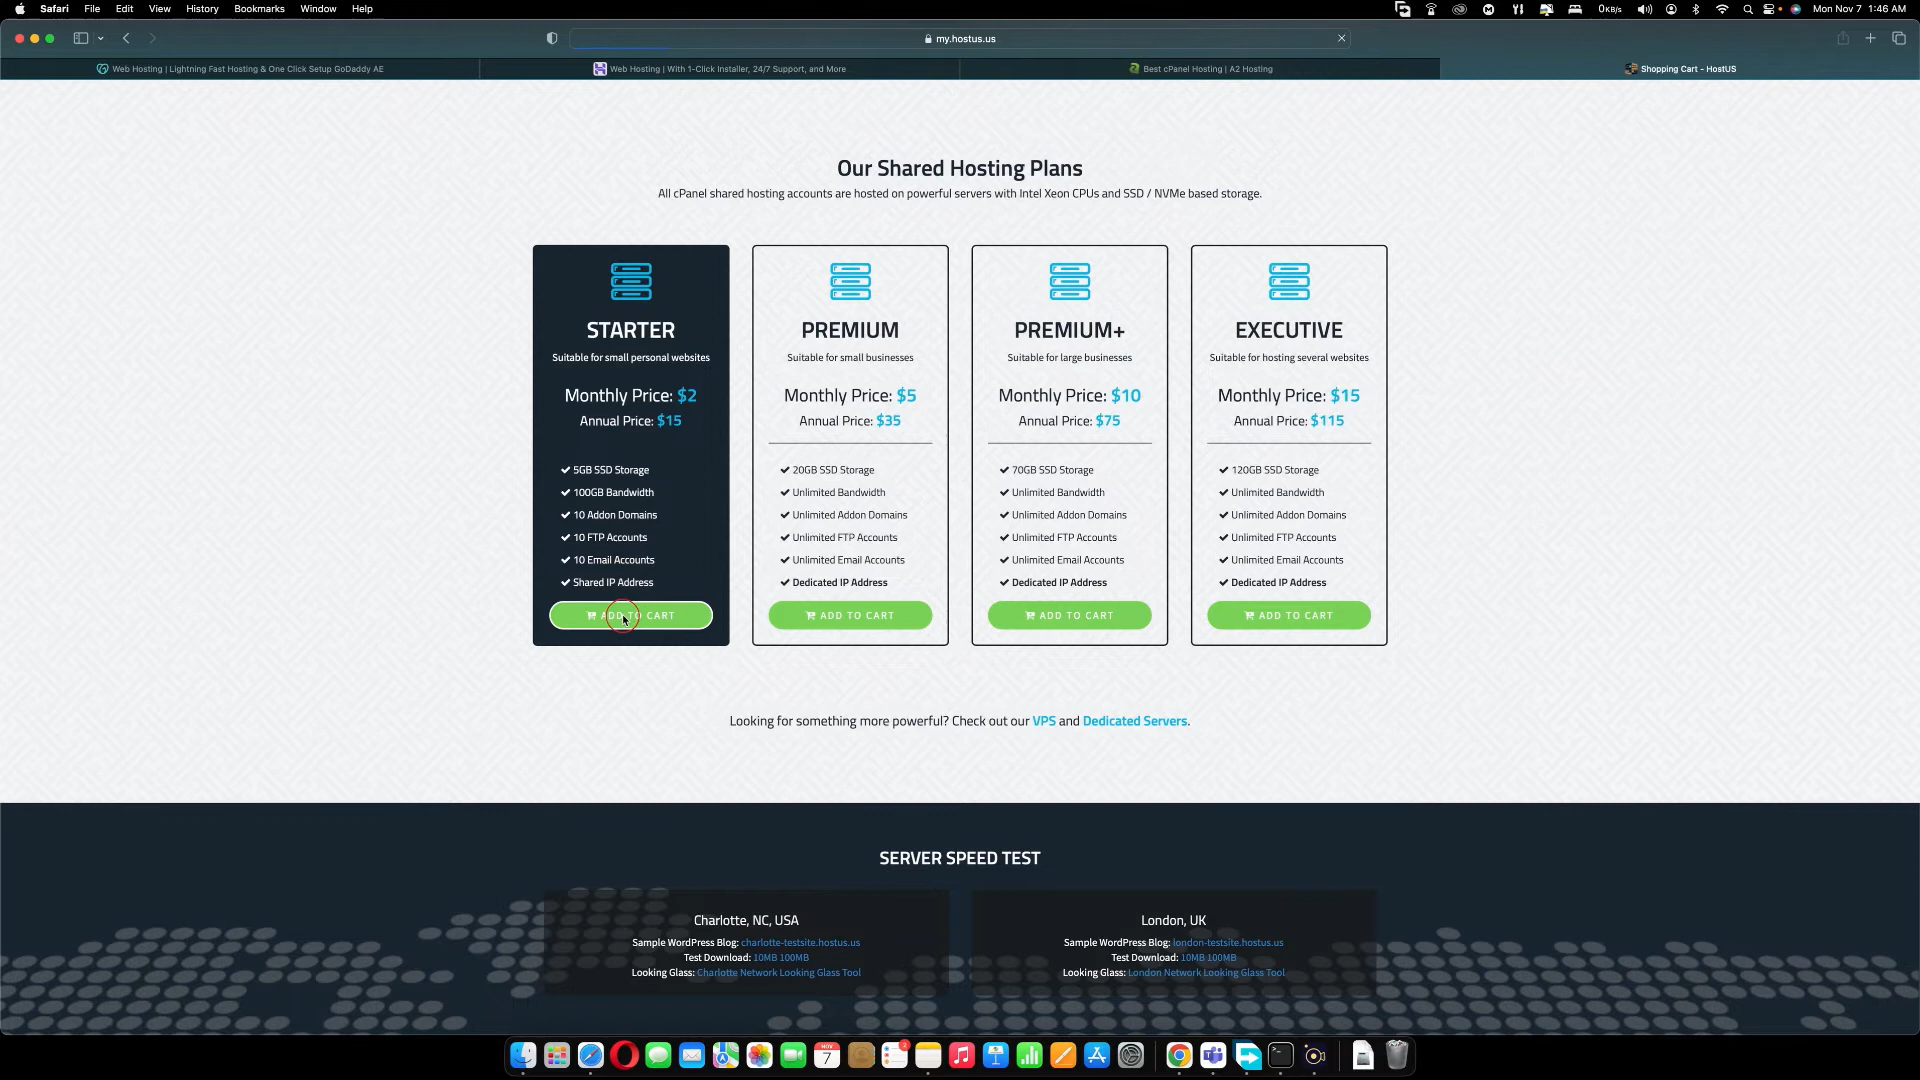 Safari File Edit View History Bookmarks Window Help
0KB/s Mon Nov 7 1:46 AM
my.hostus.us
Web Hosting | Lightning Fast Hosting & One Click Setup GoDaddy AE
Web Hosting | With 1-Click Installer, 24/7 Support, and More
Best cPanel Hosting | A2 Hosting
Shopping Cart - HostUS
Our Shared Hosting Plans
All cPanel shared hosting accounts are hosted on powerful servers with Intel Xeon CPUs and SSD / NVMe based storage.
STARTER
Suitable for small personal websites
Monthly Price: $2
Annual Price: $15
5GB SSD Storage
100GB Bandwidth
10 Addon Domains
10 FTP Accounts
10 Email Accounts
Shared IP Address
ADD TO CART
PREMIUM
Suitable for small businesses
Monthly Price: $5
Annual Price: $35
20GB SSD Storage
Unlimited Bandwidth
Unlimited Addon Domains
Unlimited FTP Accounts
Unlimited Email Accounts
Dedicated IP Address
ADD TO CART
PREMIUM+
Suitable for large businesses
Monthly Price: $10
Annual Price: $75
70GB SSD Storage
Unlimited Bandwidth
Unlimited Addon Domains
Unlimited FTP Accounts
Unlimited Email Accounts
Dedicated IP Address
ADD TO CART
EXECUTIVE
Suitable for hosting several websites
Monthly Price: $15
Annual Price: $115
120GB SSD Storage
Unlimited Bandwidth
Unlimited Addon Domains
Unlimited FTP Accounts
Unlimited Email Accounts
Dedicated IP Address
ADD TO CART
Looking for something more powerful? Check out our VPS and Dedicated Servers.
SERVER SPEED TEST
Charlotte, NC, USA
Sample WordPress Blog: charlotte-testsite.hostus.us
Test Download: 10MB 100MB
Looking Glass: Charlotte Network Looking Glass Tool
London, UK
Sample WordPress Blog: london-testsite.hostus.us
Test Download: 10MB 100MB
Looking Glass: London Network Looking Glass Tool
NOV
7
2